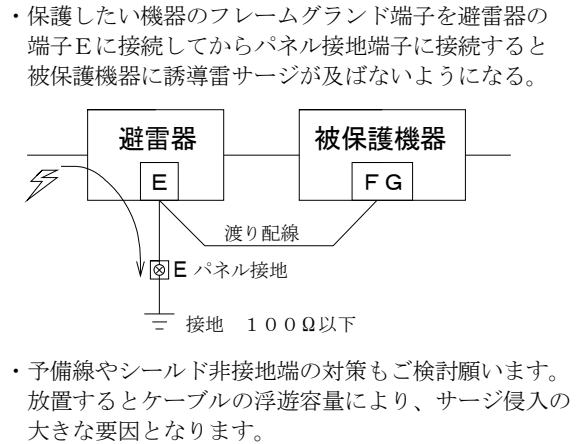 ・保護したい機器のフレームグランド端子を避雷器の
端子Ｅに接続してからパネル接地端子に接続すると
被保護機器に誘導雷サージが及ばないようになる。
避雷器
被保護機器
Ｅ
ＦＧ
渡り配線
Ｅ パネル接地
接地　１００Ω以下
・予備線やシールド非接地端の対策もご検討願います。
放置するとケーブルの浮遊容量により、サージ侵入の
大きな要因となります。